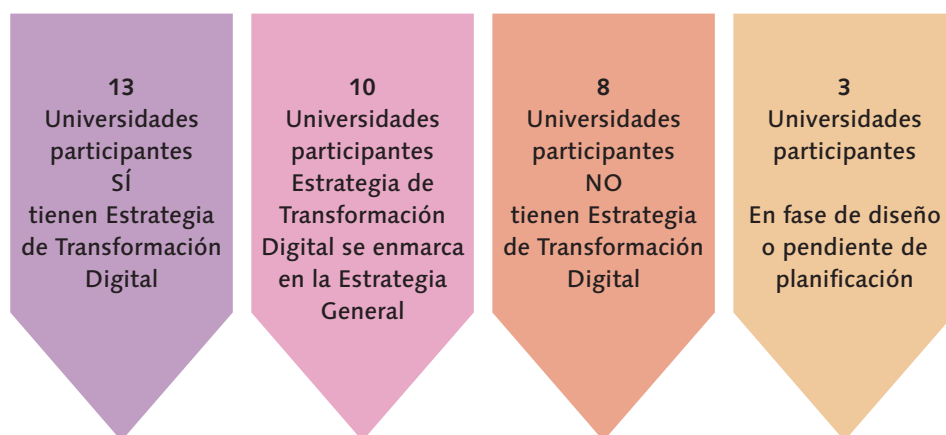 13
Universidades
participantes
SÍ
tienen Estrategia
de Transformación
Digital
10
Universidades
participantes
Estrategia de
Transformación
Digital se enmarca
en la Estrategia
General
8
Universidades
participantes
NO
tienen Estrategia
de Transformación
Digital
3
Universidades
participantes
En fase de diseño
o pendiente de
planificación